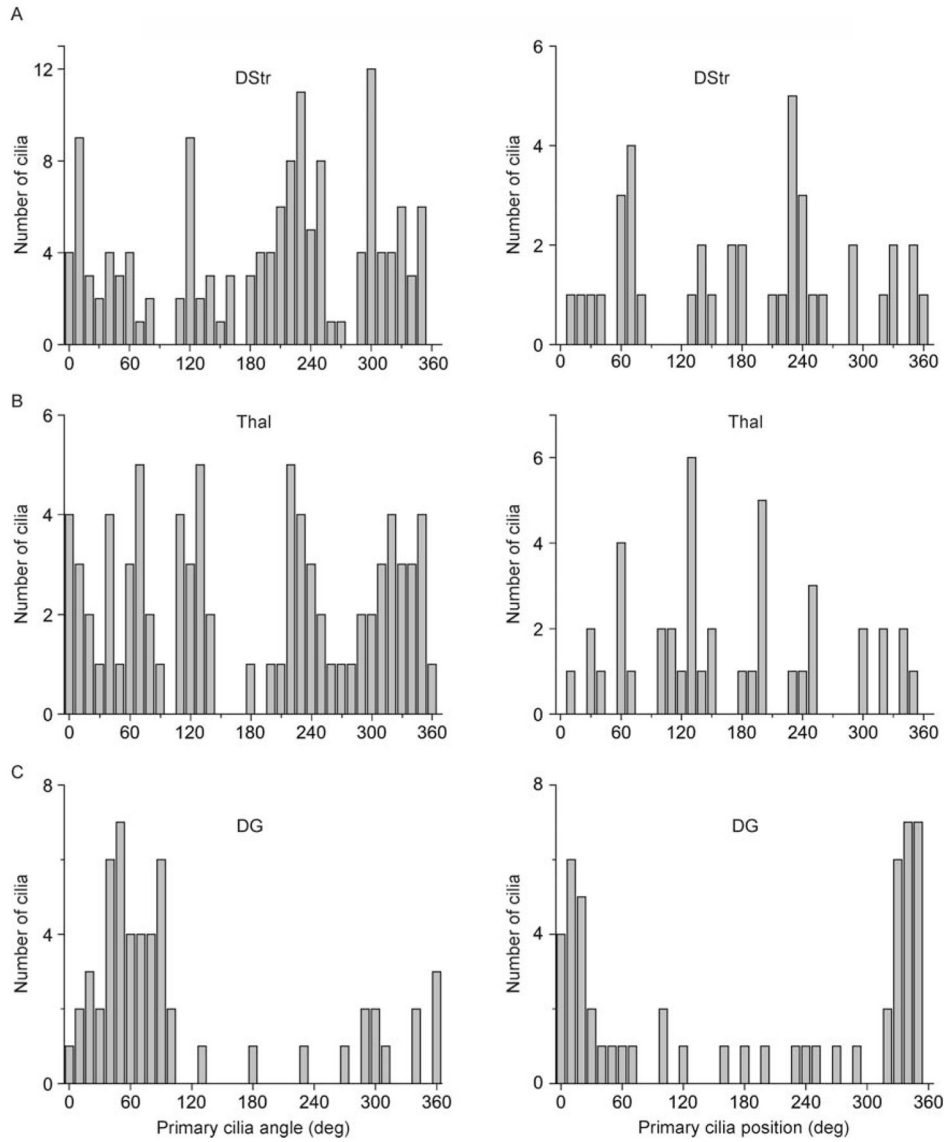 A
DStr
Number of cilia
12
8
4
0
0 60 120 180 240 300 360
DStr
Number of cilia
6
4
2
0
0 60 120 180 240 300 360
B
Thal
Number of cilia
6
4
2
0
0 60 120 180 240 300 360
Thal
Number of cilia
6
4
2
0
0 60 120 180 240 300 360
C
DG
Number of cilia
8
4
0
0 60 120 180 240 300 360
Primary cilia angle (deg)
DG
Number of cilia
8
4
0
0 60 120 180 240 300 360
Primary cilia position (deg)